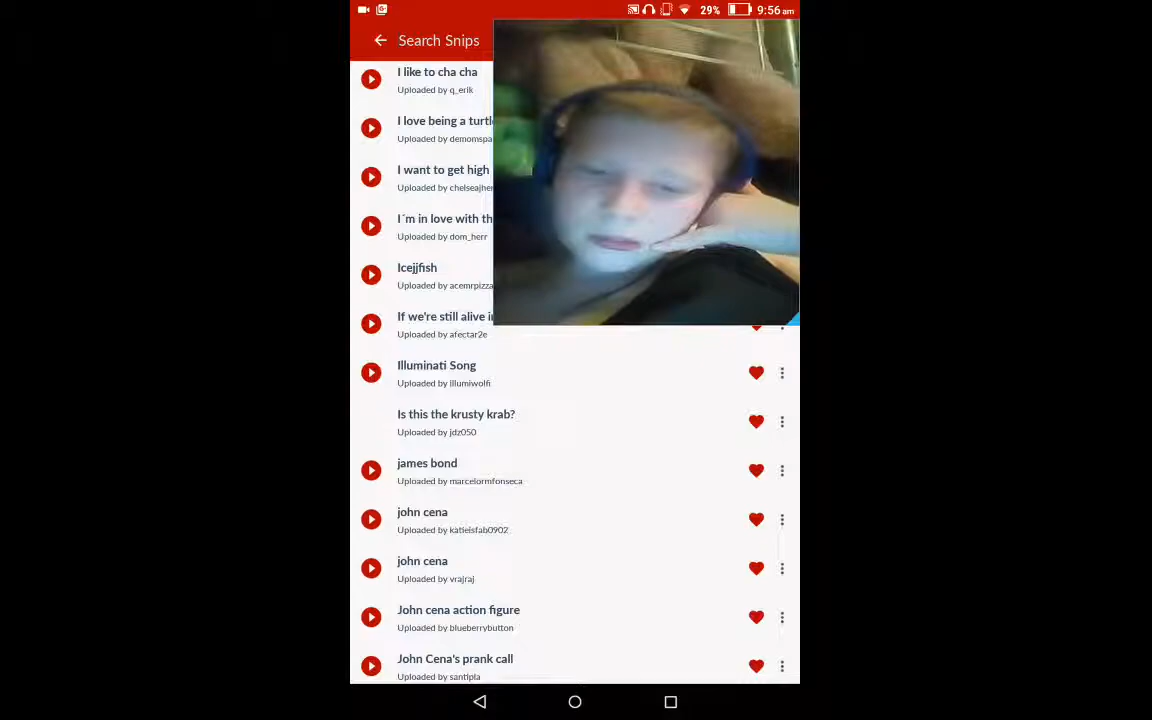 29% 9:56 am
Search Snips
I like to cha cha
Uploaded by q_erik
I love being a turtl
Uploaded by demomspa
I want to get high
Uploaded by chelseajher
I´m in love with th
Uploaded by dom_herr
Icejjfish
Uploaded by acemrpizza
If we're still alive i
Uploaded by afectar2e
Illuminati Song
Uploaded by illumiwolfi
Is this the krusty krab?
Uploaded by jdz050
james bond
Uploaded by marcelormfonseca
john cena
Uploaded by katieisfab0902
john cena
Uploaded by vrajraj
John cena action figure
Uploaded by blueberrybutton
John Cena's prank call
Uploaded by santipla